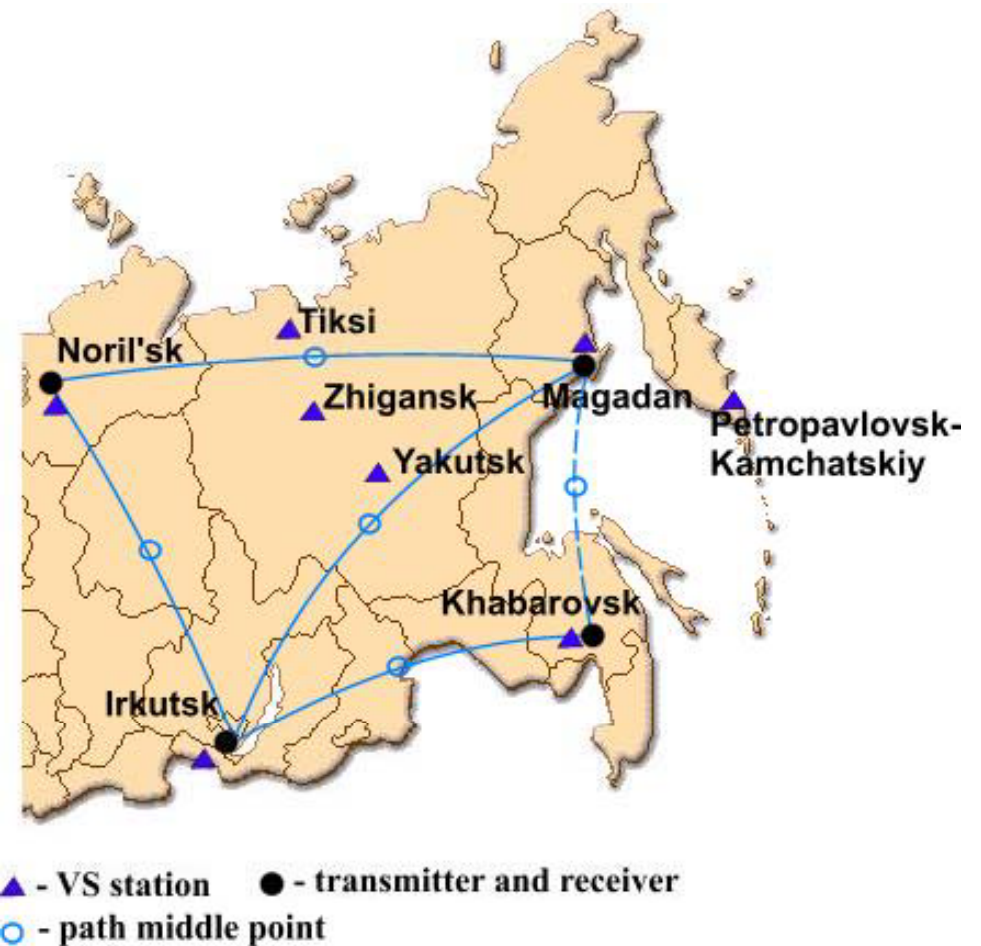 Tiksi
Noril'sk
Zhigansk
Magadan
Petropavlovsk-
Kamchatskiy
Yakutsk
Khabarovsk
Irkutsk
- VS station
- transmitter and receiver
- path middle point